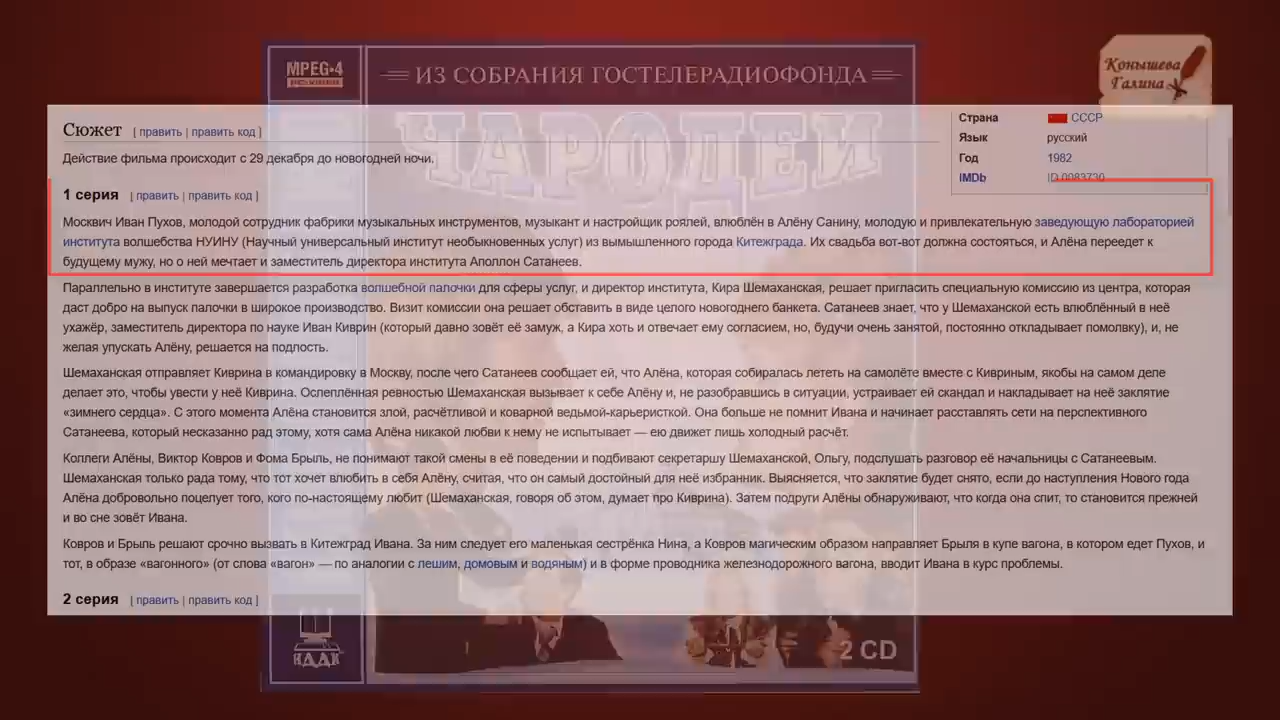 MPEG-4
ИЗ СОБРАНИЯ ГОСТЕЛЕРАДИОФОНДА
Конышева
Галина
ЧАРОДЕИ
Сюжет [ править | править код ]
Действие фильма происходит с 29 декабря до новогодней ночи.
Страна СССР
Язык русский
Год 1982
IMDb ID 0083730
1 серия [ править | править код ]
Москвич Иван Пухов, молодой сотрудник фабрики музыкальных инструментов, музыкант и настройщик роялей, влюблён в Алёну Санину, молодую и привлекательную заведующую лабораторией
института волшебства НУИНУ (Научный универсальный институт необыкновенных услуг) из вымышленного города Китежграда. Их свадьба вот-вот должна состояться, и Алёна переедет к
будущему мужу, но о ней мечтает и заместитель директора института Аполлон Сатанеев.
Параллельно в институте завершается разработка волшебной палочки для сферы услуг, и директор института, Кира Шемаханская, решает пригласить специальную комиссию из центра, которая
даст добро на выпуск палочки в широкое производство. Визит комиссии она решает обставить в виде целого новогоднего банкета. Сатанеев знает, что у Шемаханской есть влюблённый в неё
ухажёр, заместитель директора по науке Иван Киврин (который давно зовёт её замуж, а Кира хоть и отвечает ему согласием, но, будучи очень занятой, постоянно откладывает помолвку), и, не
желая упускать Алёну, решается на подлость.
Шемаханская отправляет Киврина в командировку в Москву, после чего Сатанеев сообщает ей, что Алёна, которая собиралась лететь на самолёте вместе с Кивриным, якобы на самом деле
делает это, чтобы увести у неё Киврина. Ослеплённая ревностью Шемаханская вызывает к себе Алёну и, не разобравшись в ситуации, устраивает ей скандал и накладывает на неё заклятие
«зимнего сердца». С этого момента Алёна становится злой, расчётливой и коварной ведьмой-карьеристкой. Она больше не помнит Ивана и начинает расставлять сети на перспективного
Сатанеева, который несказанно рад этому, хотя сама Алёна никакой любви к нему не испытывает — ею движет лишь холодный расчёт.
Коллеги Алёны, Виктор Ковров и Фома Брыль, не понимают такой смены в её поведении и подбивают секретаршу Шемаханской, Ольгу, подслушать разговор её начальницы с Сатанеевым.
Шемаханская только рада тому, что тот хочет влюбить в себя Алёну, считая, что он самый достойный для неё избранник. Выясняется, что заклятие будет снято, если до наступления Нового года
Алёна добровольно поцелует того, кого по-настоящему любит (Шемаханская, говоря об этом, думает про Киврина). Затем подруги Алёны обнаруживают, что когда она спит, то становится прежней
и во сне зовёт Ивана.
Ковров и Брыль решают срочно вызвать в Китежград Ивана. За ним следует его маленькая сестрёнка Нина, а Ковров магическим образом направляет Брыля в купе вагона, в котором едет Пухов, и
тот, в образе «вагонного» (от слова «вагон» — по аналогии с лешим, домовым и водяным) и в форме проводника железнодорожного вагона, вводит Ивана в курс проблемы.
2 серия [ править | править код ]
2 CD